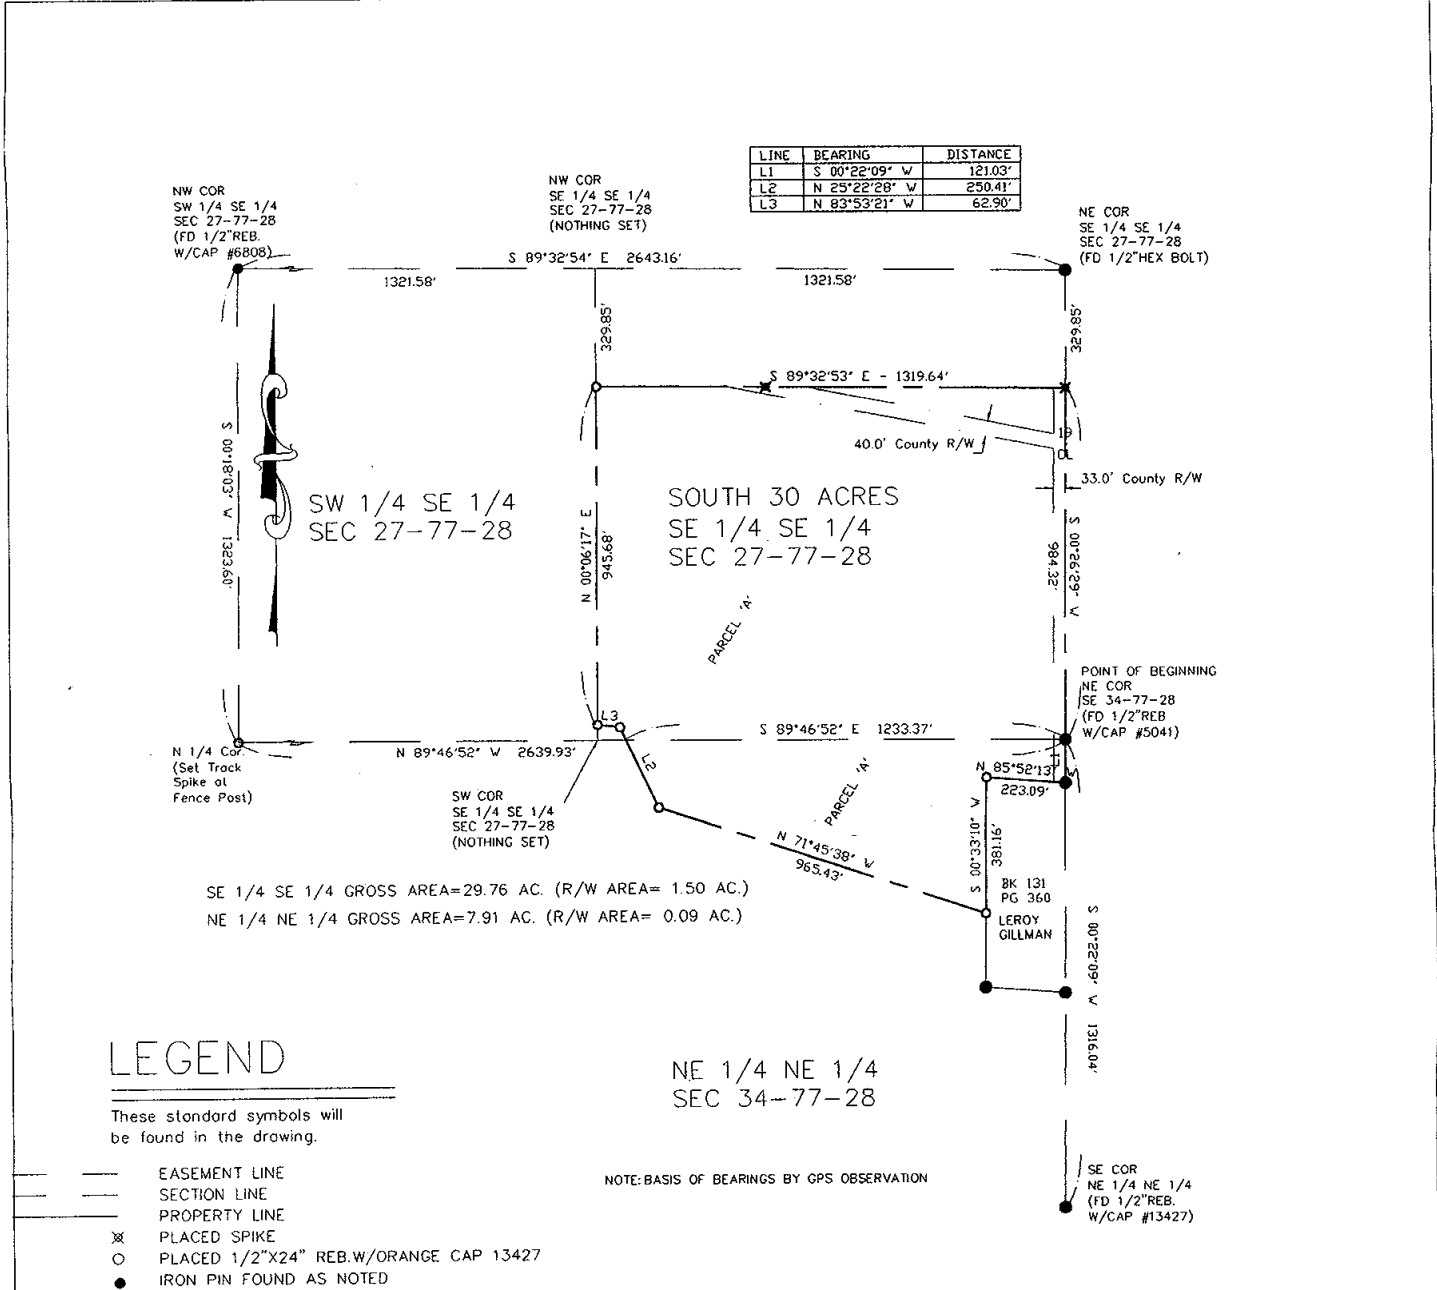 LINE BEARING DISTANCE
L1 S 00°22'09" W 121.03'
L2 N 25°22'28" W 250.41'
L3 N 83°53'21" W 62.90'
NW COR
SW 1/4 SE 1/4
SEC 27-77-28
(FD 1/2"REB.
W/CAP #6808)
NW COR
SE 1/4 SE 1/4
SEC 27-77-28
(NOTHING SET)
NE COR
SE 1/4 SE 1/4
SEC 27-77-28
(FD 1/2"HEX BOLT)
S 89°32'54" E 2643.16'
1321.58'
1321.58'
329.85'
329.85'
S 89°32'53" E - 1319.64'
40.0' County R/W
33.0' County R/W
S 00°18'03" W 1323.60'
SW 1/4 SE 1/4
SEC 27-77-28
N 00°06'17" E
945.68'
SOUTH 30 ACRES
SE 1/4 SE 1/4
SEC 27-77-28
S 00°26'29" W
984.32'
PARCEL 'A'
POINT OF BEGINNING
NE COR
SE 34-77-28
(FD 1/2"REB
W/CAP #5041)
L3
S 89°46'52" E 1233.37'
N 89°46'52" W 2639.93'
N 1/4 Cor.
(Set Track
Spike at
Fence Post)
L2
L1
N 85°52'13" W
223.09'
PARCEL 'A'
SW COR
SE 1/4 SE 1/4
SEC 27-77-28
(NOTHING SET)
N 71°45'38" W
965.43'
S 00°33'10" W
381.16'
BK 131
PG 360
LEROY
GILLMAN
SE 1/4 SE 1/4 GROSS AREA=29.76 AC. (R/W AREA= 1.50 AC.)
NE 1/4 NE 1/4 GROSS AREA=7.91 AC. (R/W AREA= 0.09 AC.)
S 00°22'09" W 1316.04'
NE 1/4 NE 1/4
SEC 34-77-28
LEGEND
These standard symbols will
be found in the drawing.
EASEMENT LINE
SECTION LINE
PROPERTY LINE
PLACED SPIKE
PLACED 1/2"X24" REB.W/ORANGE CAP 13427
IRON PIN FOUND AS NOTED
NOTE:BASIS OF BEARINGS BY GPS OBSERVATION
SE COR
NE 1/4 NE 1/4
(FD 1/2"REB.
W/CAP #13427)